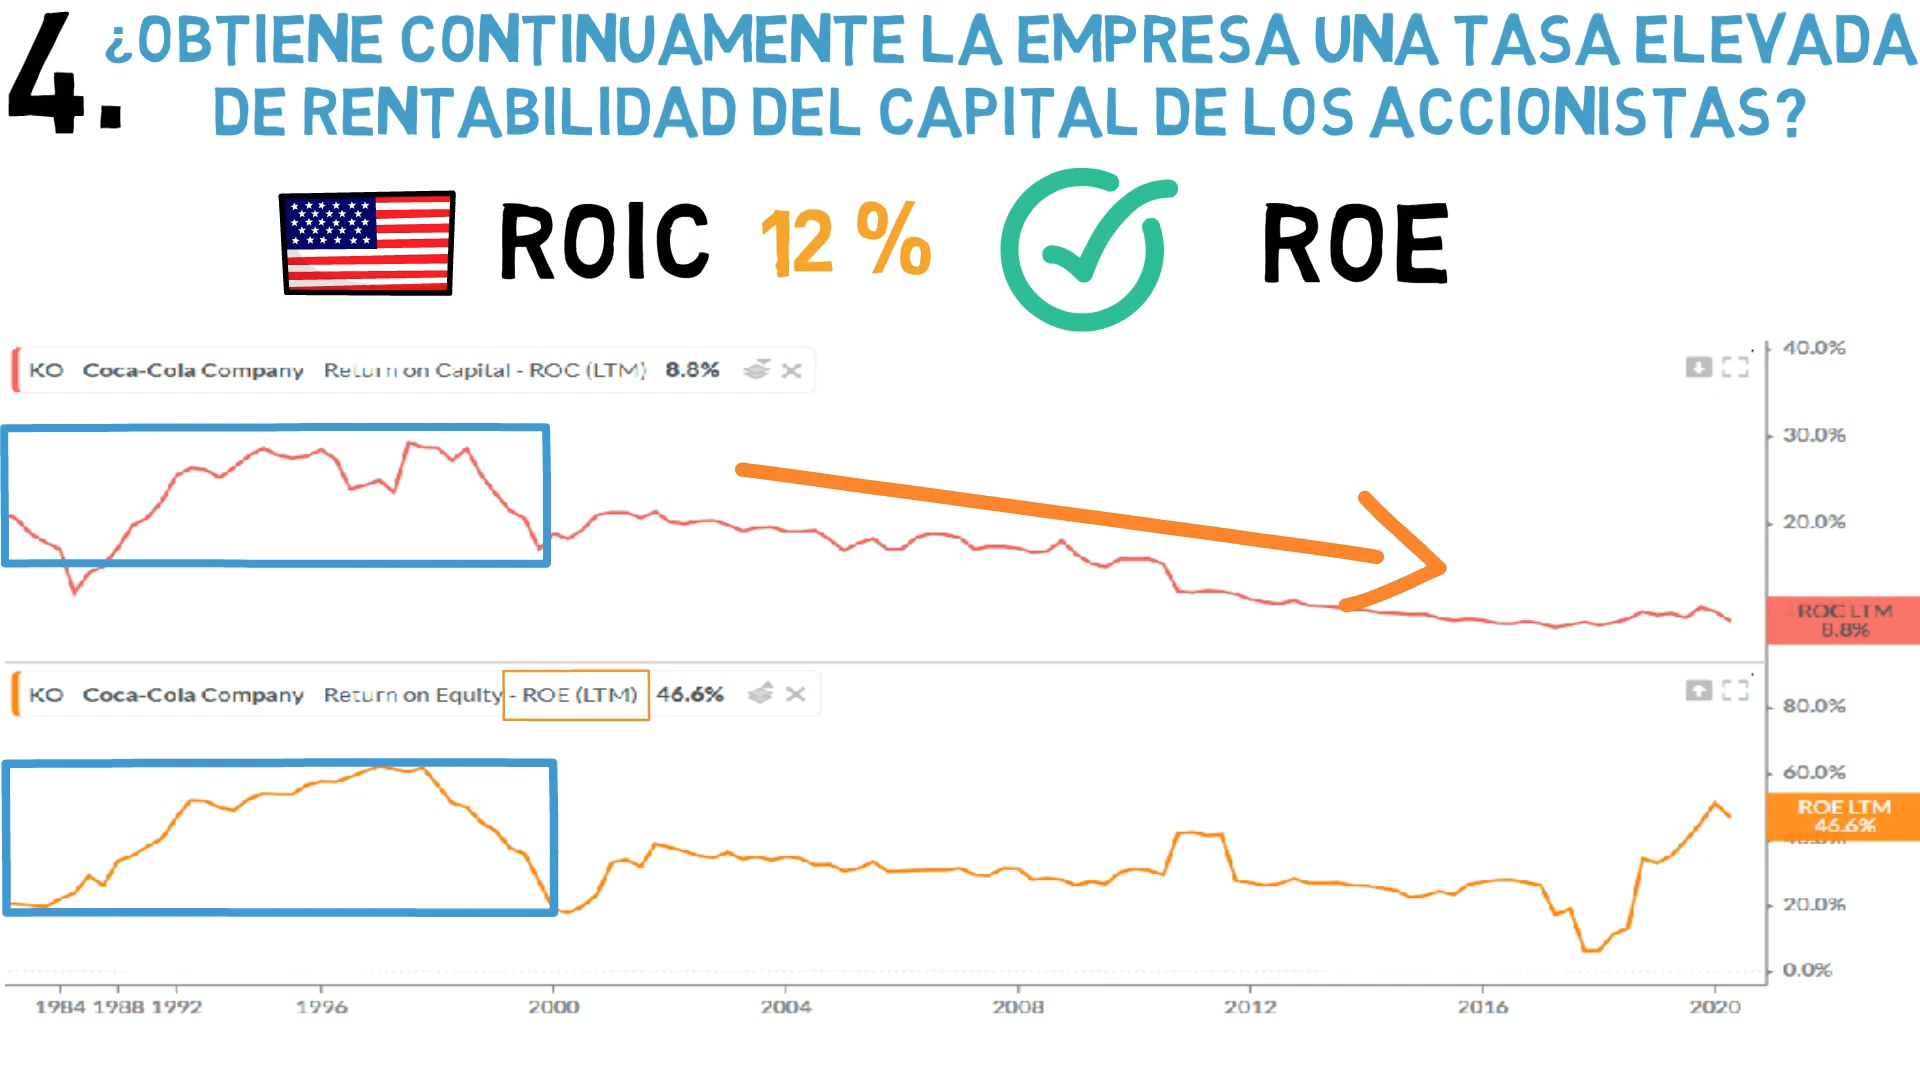 4. ¿OBTIENE CONTINUAMENTE LA EMPRESA UNA TASA ELEVADA
DE RENTABILIDAD DEL CAPITAL DE LOS ACCIONISTAS?
ROIC 12 % ROE
KO Coca-Cola Company Return on Capital - ROC (LTM) 8.8%
40.0%
30.0%
20.0%
ROC LTM
8.8%
KO Coca-Cola Company Return on Equity - ROE (LTM) 46.6%
80.0%
60.0%
ROE LTM
46.6%
40.0%
20.0%
0.0%
1984 1988 1992 1996 2000 2004 2008 2012 2016 2020